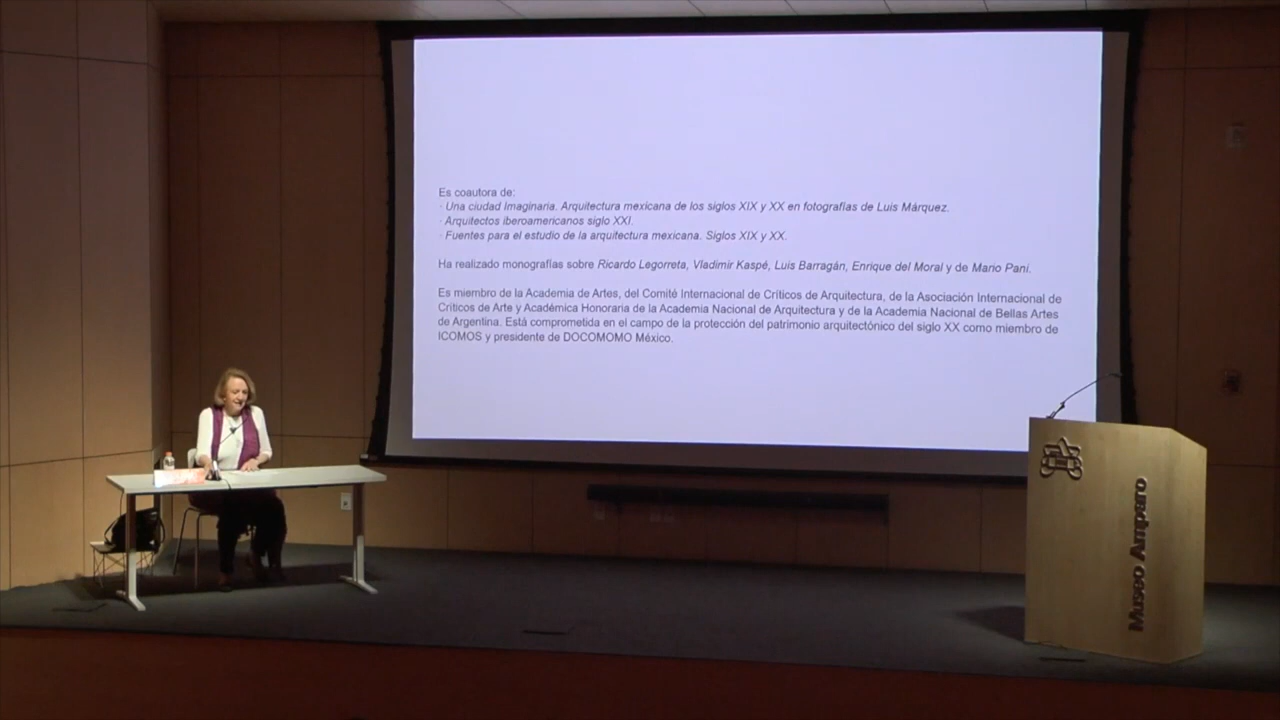 Es coautora de:
· Una ciudad Imaginaria. Arquitectura mexicana de los siglos XIX y XX en fotografías de Luis Márquez.
· Arquitectos iberoamericanos siglo XXI.
· Fuentes para el estudio de la arquitectura mexicana. Siglos XIX y XX.
Ha realizado monografías sobre Ricardo Legorreta, Vladimir Kaspé, Luis Barragán, Enrique del Moral y de Mario Pani.
Es miembro de la Academia de Artes, del Comité Internacional de Críticos de Arquitectura, de la Asociación Internacional de
Críticos de Arte y Académica Honoraria de la Academia Nacional de Arquitectura y de la Academia Nacional de Bellas Artes
de Argentina. Está comprometida en el campo de la protección del patrimonio arquitectónico del siglo XX como miembro de
ICOMOS y presidente de DOCOMOMO México.
Museo Amparo